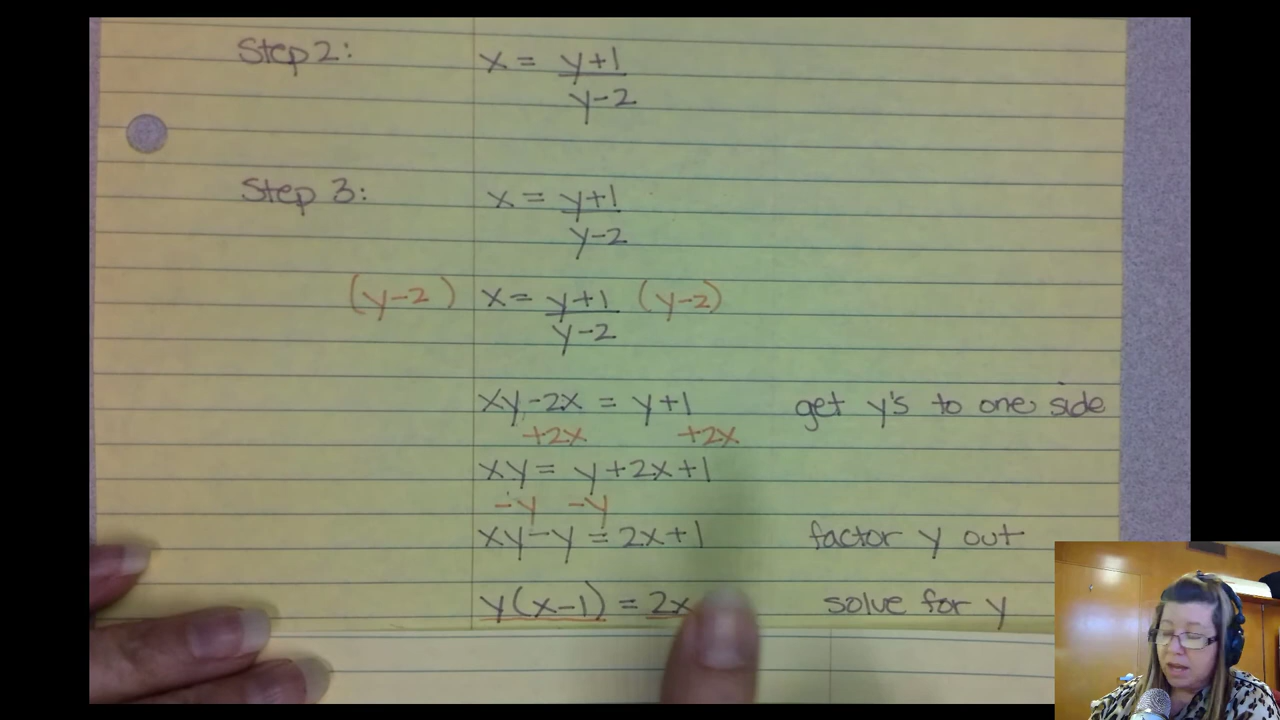 Step 2: x = y+1
y-2
Step 3: x = y+1
y-2
(y-2) x = y+1 (y-2)
y-2
xy-2x = y+1 get y's to one side
+2x +2x
xy = y+2x+1
-y -y
xy-y = 2x+1 factor y out
y(x-1) = 2x solve for y